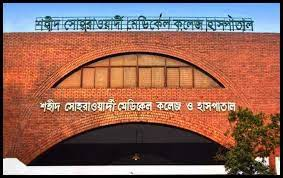 শহীদ সোহরাওয়ার্দী মেডিকেল কলেজ হাসপাতাল
শহীদ সোহরাওয়ার্দী মেডিকেল কলেজ ও হাসপাতাল